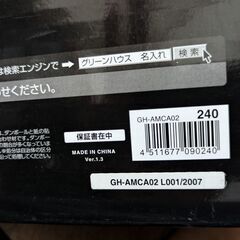 は検索エンジンで
グリーンハウス 名入れ 検索
わせください。
240
GH-AMCA02
保証書在中
MADE IN CHINA
Ver.1.3
4 511677 090240
GH-AMCA02 L001/2007